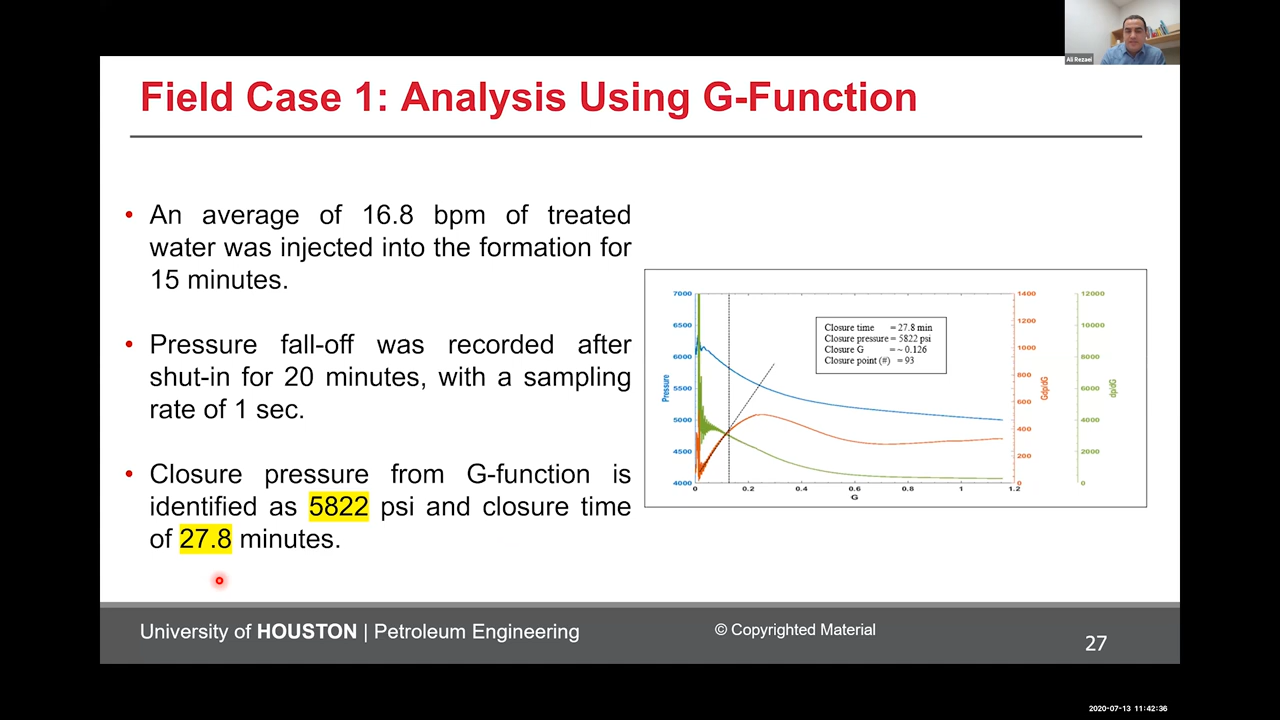 Ali Rezaei
Field Case 1: Analysis Using G-Function
• An average of 16.8 bpm of treated
water was injected into the formation for
15 minutes.
• Pressure fall-off was recorded after
shut-in for 20 minutes, with a sampling
rate of 1 sec.
• Closure pressure from G-function is
identified as 5822 psi and closure time
of 27.8 minutes.
7000
6500
6000
5500
5000
4500
4000
Pressure
0 0.2 0.4 0.6 0.8 1 1.2
G
1400
1200
1000
800
600
400
200
0
Gdp/dG
12000
10000
8000
6000
4000
2000
0
dp/dG
Closure time = 27.8 min
Closure pressure = 5822 psi
Closure G = ~ 0.126
Closure point (#) = 93
University of HOUSTON | Petroleum Engineering
© Copyrighted Material
27
2020-07-13 11:42:36